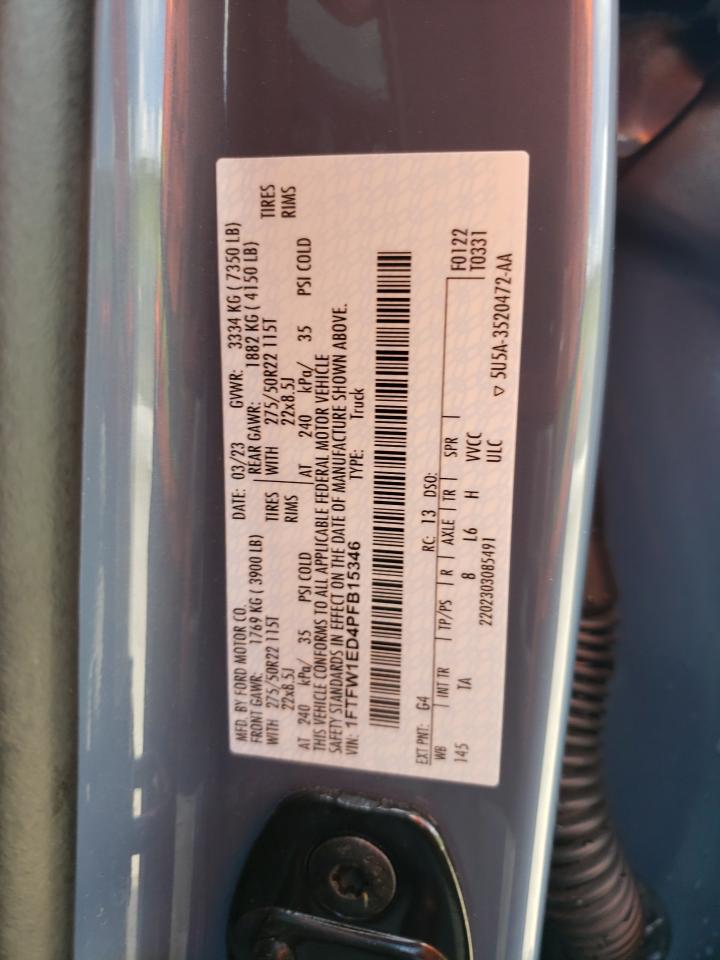 MFD. BY FORD MOTOR CO. DATE: 03/23 GVWR: 3334 KG ( 7350 LB)
FRONT GAWR: 1769 KG ( 3900 LB) REAR GAWR: 1882 KG ( 4150 LB)
WITH 275/50R22 115T TIRES WITH 275/50R22 115T TIRES
22x8.5J RIMS 22x8.5J RIMS
AT 240 kPa/ 35 PSI COLD AT 240 kPa/ 35 PSI COLD
THIS VEHICLE CONFORMS TO ALL APPLICABLE FEDERAL MOTOR VEHICLE
SAFETY STANDARDS IN EFFECT ON THE DATE OF MANUFACTURE SHOWN ABOVE.
VIN: 1FTFW1ED4PFB15346 TYPE: Truck
EXT PNT: G4 RC: 13 DSO: F0122
WB INT TR TP/PS R AXLE TR SPR T0331
145 TA 8 L6 H VVCC
2202303085491 ULC ▽ 5U5A-3520472-AA